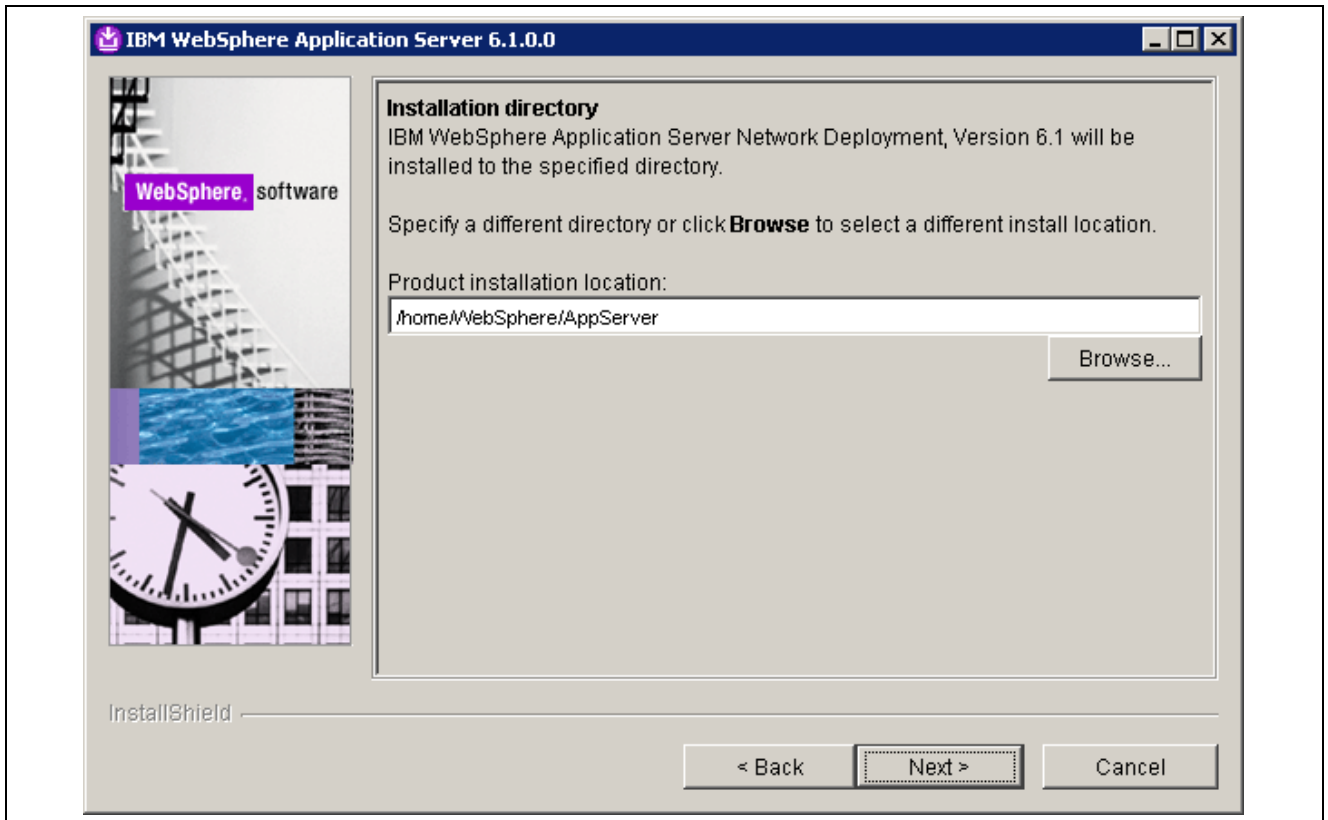 IBM WebSphere Application Server 6.1.0.0
WebSphere. software
Installation directory
IBM WebSphere Application Server Network Deployment, Version 6.1 will be
installed to the specified directory.
Specify a different directory or click Browse to select a different install location.
Product installation location:
/home/WebSphere/AppServer
Browse...
InstallShield
< Back
Next >
Cancel